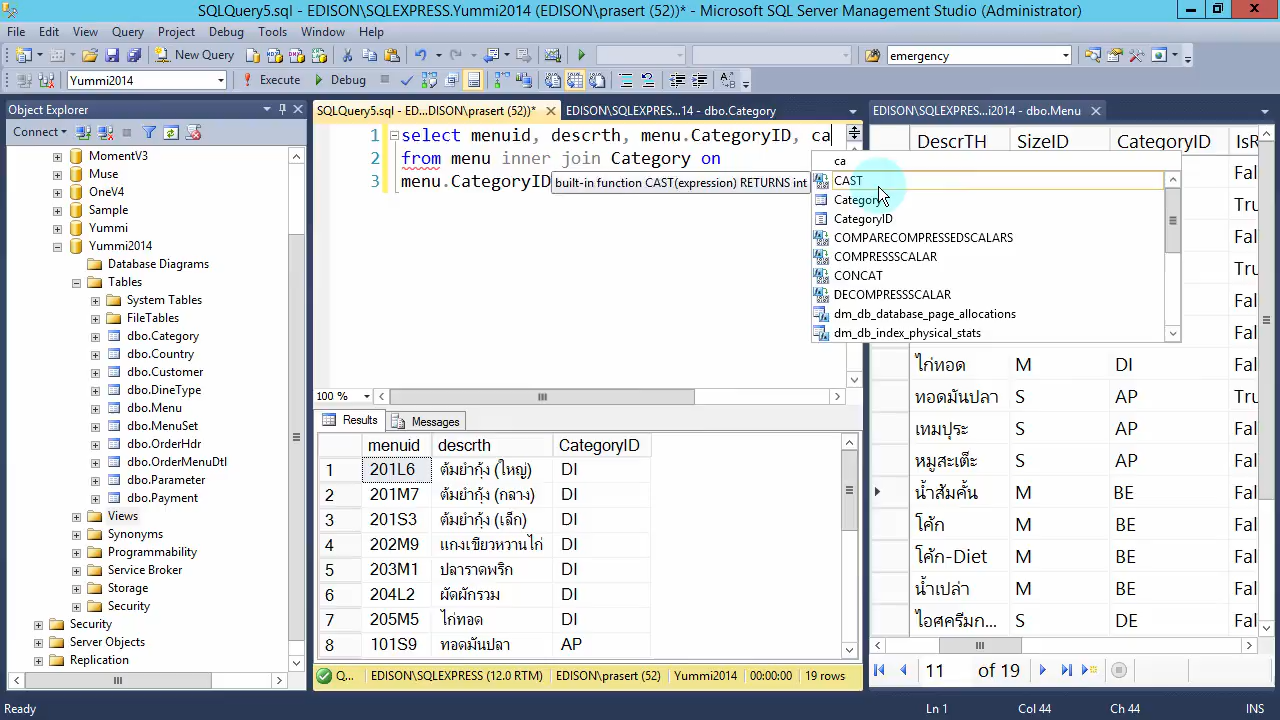 SQLQuery5.sql - EDISON\SQLEXPRESS.Yummi2014 (EDISON\prasert (52))* - Microsoft SQL Server Management Studio (Administrator)
File Edit View Query Project Debug Tools Window Help
New Query emergency
Yummi2014 Execute Debug
Object Explorer
Connect
MomentV3
Muse
OneV4
Sample
Yummi
Yummi2014
Database Diagrams
Tables
System Tables
FileTables
dbo.Category
dbo.Country
dbo.Customer
dbo.DineType
dbo.Menu
dbo.MenuSet
dbo.OrderHdr
dbo.OrderMenuDtl
dbo.Parameter
dbo.Payment
Views
Synonyms
Programmability
Service Broker
Storage
Security
Security
Server Objects
Replication
SQLQuery5.sql - ED...DISON\prasert (52))* EDISON\SQLEXPRES...14 - dbo.Category
1 select menuid, descrth, menu.CategoryID, ca
2 from menu inner join Category on
3 menu.CategoryID
built-in function CAST(expression) RETURNS int
ca
CAST
Category
CategoryID
COMPARECOMPRESSEDSCALARS
COMPRESSSCALAR
CONCAT
DECOMPRESSSCALAR
dm_db_database_page_allocations
dm_db_index_physical_stats
100 %
Results Messages
menuid descrth CategoryID
1 201L6 ต้มยำกุ้ง (ใหญ่) DI
2 201M7 ต้มยำกุ้ง (กลาง) DI
3 201S3 ต้มยำกุ้ง (เล็ก) DI
4 202M9 แกงเขียวหวานไก่ DI
5 203M1 ปลาราดพริก DI
6 204L2 ผัดผักรวม DI
7 205M5 ไก่ทอด DI
8 101S9 ทอดมันปลา AP
Q... EDISON\SQLEXPRESS (12.0 RTM) EDISON\prasert (52) Yummi2014 00:00:00 19 rows
EDISON\SQLEXPRES...i2014 - dbo.Menu
DescrTH SizeID CategoryID IsR
Fal
Tru
Fal
Tru
Fal
Fal
ไก่ทอด M DI Fal
ทอดมันปลา S AP Tru
เทมปุระ S AP Fal
หมูสะเต๊ะ S AP Fal
น้ำส้มคั้น M BE Fal
โค้ก M BE Fal
โค้ก-Diet M BE Fal
น้ำเปล่า M BE Fal
ไอศครีมก... S DE Fal
11 of 19
Ln 1 Col 44 Ch 44 INS